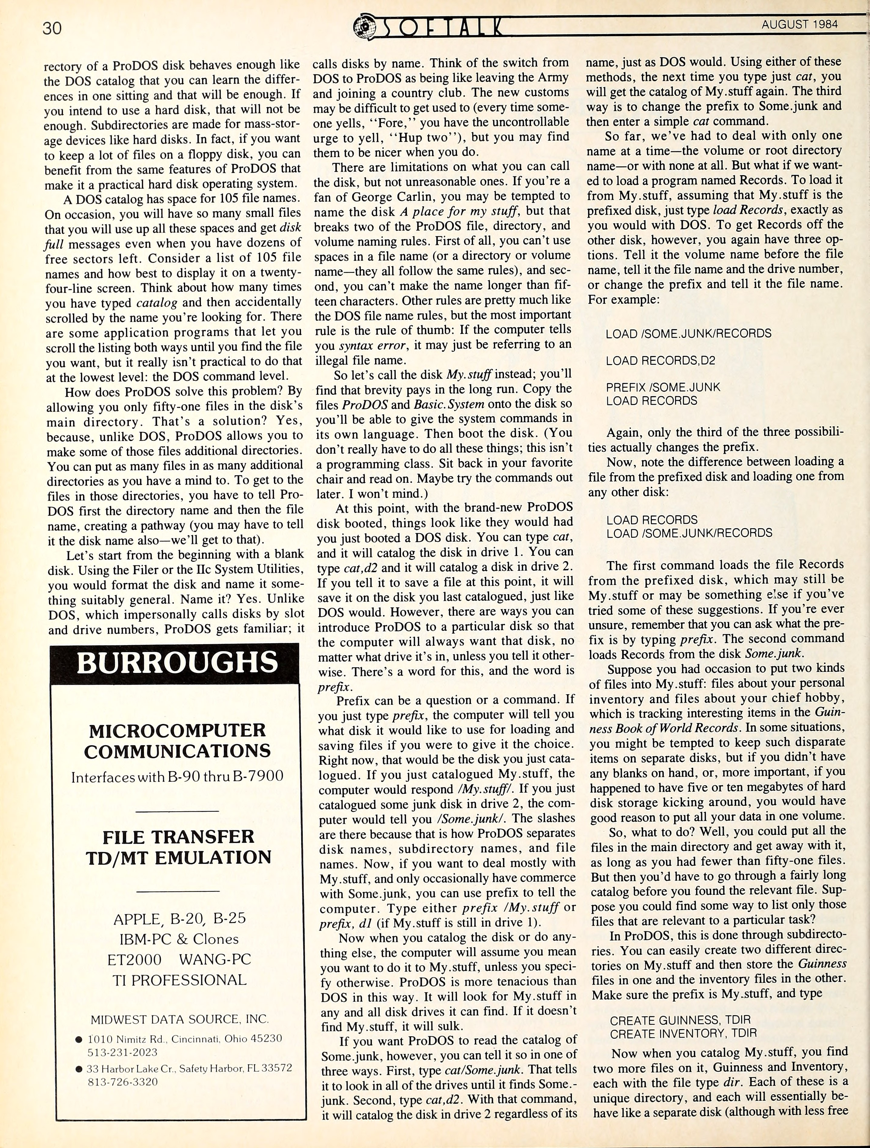 30
SOFTALK
AUGUST 1984
rectory of a ProDOS disk behaves enough like
the DOS catalog that you can learn the differ-
ences in one sitting and that will be enough. If
you intend to use a hard disk, that will not be
enough. Subdirectories are made for mass-stor-
age devices like hard disks. In fact, if you want
to keep a lot of files on a floppy disk, you can
benefit from the same features of ProDOS that
make it a practical hard disk operating system.
A DOS catalog has space for 105 file names.
On occasion, you will have so many small files
that you will use up all these spaces and get disk
full messages even when you have dozens of
free sectors left. Consider a list of 105 file
names and how best to display it on a twenty-
four-line screen. Think about how many times
you have typed catalog and then accidentally
scrolled by the name you're looking for. There
are some application programs that let you
scroll the listing both ways until you find the file
you want, but it really isn't practical to do that
at the lowest level: the DOS command level.
How does ProDOS solve this problem? By
allowing you only fifty-one files in the disk's
main directory. That's a solution? Yes,
because, unlike DOS, ProDOS allows you to
make some of those files additional directories.
You can put as many files in as many additional
directories as you have a mind to. To get to the
files in those directories, you have to tell Pro-
DOS first the directory name and then the file
name, creating a pathway (you may have to tell
it the disk name also—we'll get to that).
Let's start from the beginning with a blank
disk. Using the Filer or the IIc System Utilities,
you would format the disk and name it some-
thing suitably general. Name it? Yes. Unlike
DOS, which impersonally calls disks by slot
and drive numbers, ProDOS gets familiar; it
BURROUGHS
MICROCOMPUTER
COMMUNICATIONS
Interfaces with B-90 thru B-7900
FILE TRANSFER
TD/MT EMULATION
APPLE, B-20, B-25
IBM-PC & Clones
ET2000 WANG-PC
TI PROFESSIONAL
MIDWEST DATA SOURCE, INC.
● 1010 Nimitz Rd., Cincinnati, Ohio 45230
513-231-2023
● 33 Harbor Lake Cr., Safety Harbor, FL 33572
813-726-3320
calls disks by name. Think of the switch from
DOS to ProDOS as being like leaving the Army
and joining a country club. The new customs
may be difficult to get used to (every time some-
one yells, "Fore," you have the uncontrollable
urge to yell, "Hup two"), but you may find
them to be nicer when you do.
There are limitations on what you can call
the disk, but not unreasonable ones. If you're a
fan of George Carlin, you may be tempted to
name the disk A place for my stuff, but that
breaks two of the ProDOS file, directory, and
volume naming rules. First of all, you can't use
spaces in a file name (or a directory or volume
name—they all follow the same rules), and sec-
ond, you can't make the name longer than fif-
teen characters. Other rules are pretty much like
the DOS file name rules, but the most important
rule is the rule of thumb: If the computer tells
you syntax error, it may just be referring to an
illegal file name.
So let's call the disk My.stuff instead; you'll
find that brevity pays in the long run. Copy the
files ProDOS and Basic.System onto the disk so
you'll be able to give the system commands in
its own language. Then boot the disk. (You
don't really have to do all these things; this isn't
a programming class. Sit back in your favorite
chair and read on. Maybe try the commands out
later. I won't mind.)
At this point, with the brand-new ProDOS
disk booted, things look like they would had
you just booted a DOS disk. You can type cat,
and it will catalog the disk in drive 1. You can
type cat,d2 and it will catalog a disk in drive 2.
If you tell it to save a file at this point, it will
save it on the disk you last catalogued, just like
DOS would. However, there are ways you can
introduce ProDOS to a particular disk so that
the computer will always want that disk, no
matter what drive it's in, unless you tell it other-
wise. There's a word for this, and the word is
prefix.
Prefix can be a question or a command. If
you just type prefix, the computer will tell you
what disk it would like to use for loading and
saving files if you were to give it the choice.
Right now, that would be the disk you just cata-
logued. If you just catalogued My.stuff, the
computer would respond /My.stuff/. If you just
catalogued some junk disk in drive 2, the com-
puter would tell you /Some.junk/. The slashes
are there because that is how ProDOS separates
disk names, subdirectory names, and file
names. Now, if you want to deal mostly with
My.stuff, and only occasionally have commerce
with Some.junk, you can use prefix to tell the
computer. Type either prefix /My.stuff or
prefix, d1 (if My.stuff is still in drive 1).
Now when you catalog the disk or do any-
thing else, the computer will assume you mean
you want to do it to My.stuff, unless you speci-
fy otherwise. ProDOS is more tenacious than
DOS in this way. It will look for My.stuff in
any and all disk drives it can find. If it doesn't
find My.stuff, it will sulk.
If you want ProDOS to read the catalog of
Some.junk, however, you can tell it so in one of
three ways. First, type cat/Some.junk. That tells
it to look in all of the drives until it finds Some.-
junk. Second, type cat,d2. With that command,
it will catalog the disk in drive 2 regardless of its
name, just as DOS would. Using either of these
methods, the next time you type just cat, you
will get the catalog of My.stuff again. The third
way is to change the prefix to Some.junk and
then enter a simple cat command.
So far, we've had to deal with only one
name at a time—the volume or root directory
name—or with none at all. But what if we want-
ed to load a program named Records. To load it
from My.stuff, assuming that My.stuff is the
prefixed disk, just type load Records, exactly as
you would with DOS. To get Records off the
other disk, however, you again have three op-
tions. Tell it the volume name before the file
name, tell it the file name and the drive number,
or change the prefix and tell it the file name.
For example:
LOAD /SOME.JUNK/RECORDS
LOAD RECORDS,D2
PREFIX /SOME.JUNK
LOAD RECORDS
Again, only the third of the three possibili-
ties actually changes the prefix.
Now, note the difference between loading a
file from the prefixed disk and loading one from
any other disk:
LOAD RECORDS
LOAD /SOME.JUNK/RECORDS
The first command loads the file Records
from the prefixed disk, which may still be
My.stuff or may be something else if you've
tried some of these suggestions. If you're ever
unsure, remember that you can ask what the pre-
fix is by typing prefix. The second command
loads Records from the disk Some.junk.
Suppose you had occasion to put two kinds
of files into My.stuff: files about your personal
inventory and files about your chief hobby,
which is tracking interesting items in the Guin-
ness Book of World Records. In some situations,
you might be tempted to keep such disparate
items on separate disks, but if you didn't have
any blanks on hand, or, more important, if you
happened to have five or ten megabytes of hard
disk storage kicking around, you would have
good reason to put all your data in one volume.
So, what to do? Well, you could put all the
files in the main directory and get away with it,
as long as you had fewer than fifty-one files.
But then you'd have to go through a fairly long
catalog before you found the relevant file. Sup-
pose you could find some way to list only those
files that are relevant to a particular task?
In ProDOS, this is done through subdirecto-
ries. You can easily create two different direc-
tories on My.stuff and then store the Guinness
files in one and the inventory files in the other.
Make sure the prefix is My.stuff, and type
CREATE GUINNESS, TDIR
CREATE INVENTORY, TDIR
Now when you catalog My.stuff, you find
two more files on it, Guinness and Inventory,
each with the file type dir. Each of these is a
unique directory, and each will essentially be-
have like a separate disk (although with less free